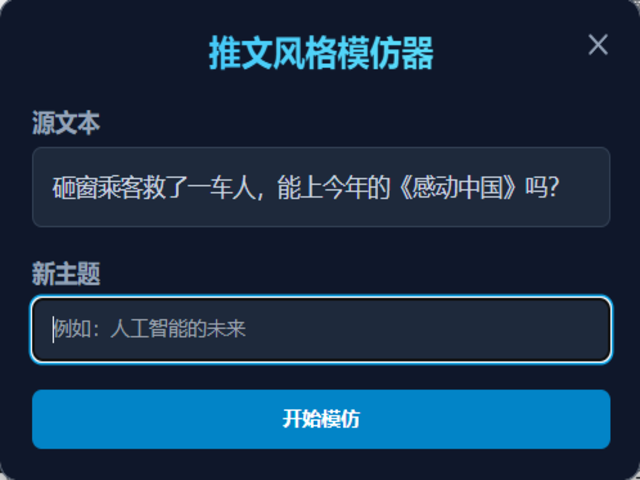 推文风格模仿器
源文本
砸窗乘客救了一车人，能上今年的《感动中国》吗？
新主题
例如：人工智能的未来
开始模仿